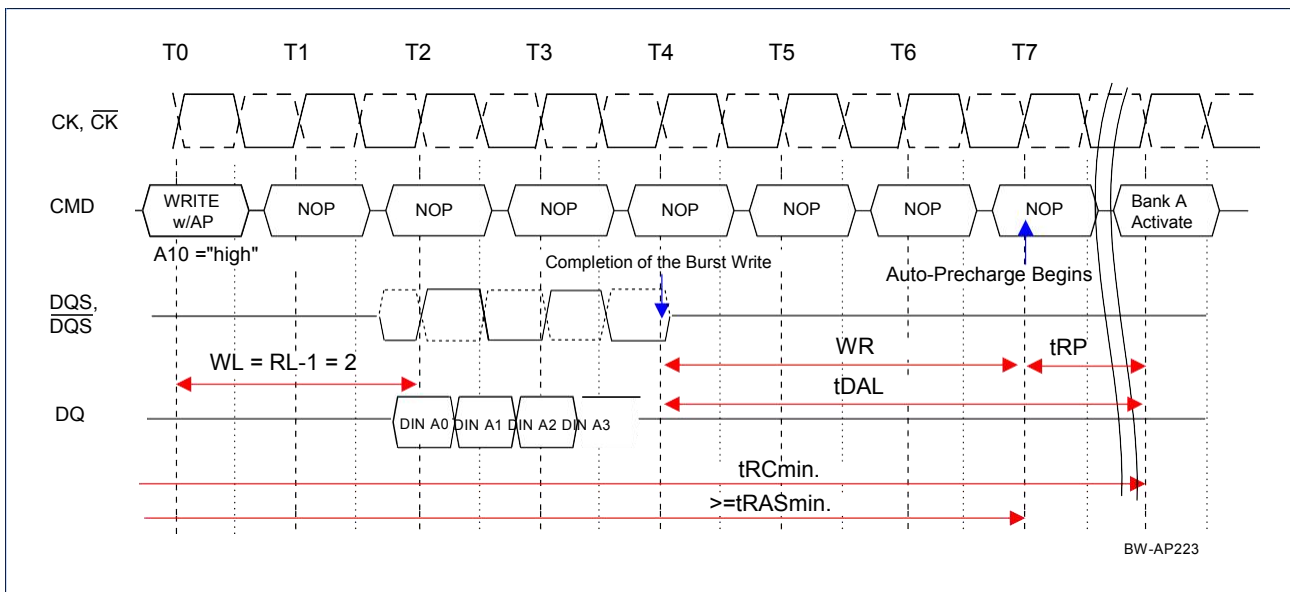 T0 T1 T2 T3 T4 T5 T6 T7
CK, CK
CMD
WRITE w/AP
NOP NOP NOP NOP NOP NOP NOP
Bank A Activate
A10 ="high"
Completion of the Burst Write
Auto-Precharge Begins
DQS,
DQS
WL = RL-1 = 2
WR
tRP
tDAL
DQ
DIN A0 DIN A1 DIN A2 DIN A3
tRCmin.
>=tRASmin.
BW-AP223